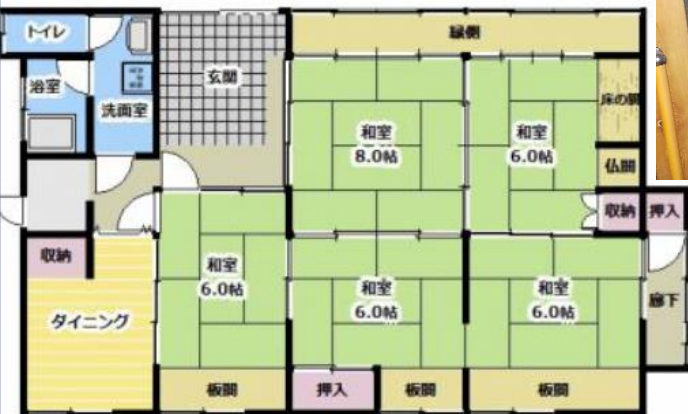 トイレ
縁側
浴室
洗面室
玄関
床の間
和室
8.0帖
和室
6.0帖
仏間
収納
押入
収納
和室
6.0帖
和室
6.0帖
和室
6.0帖
廊下
ダイニング
板間
押入
板間
板間